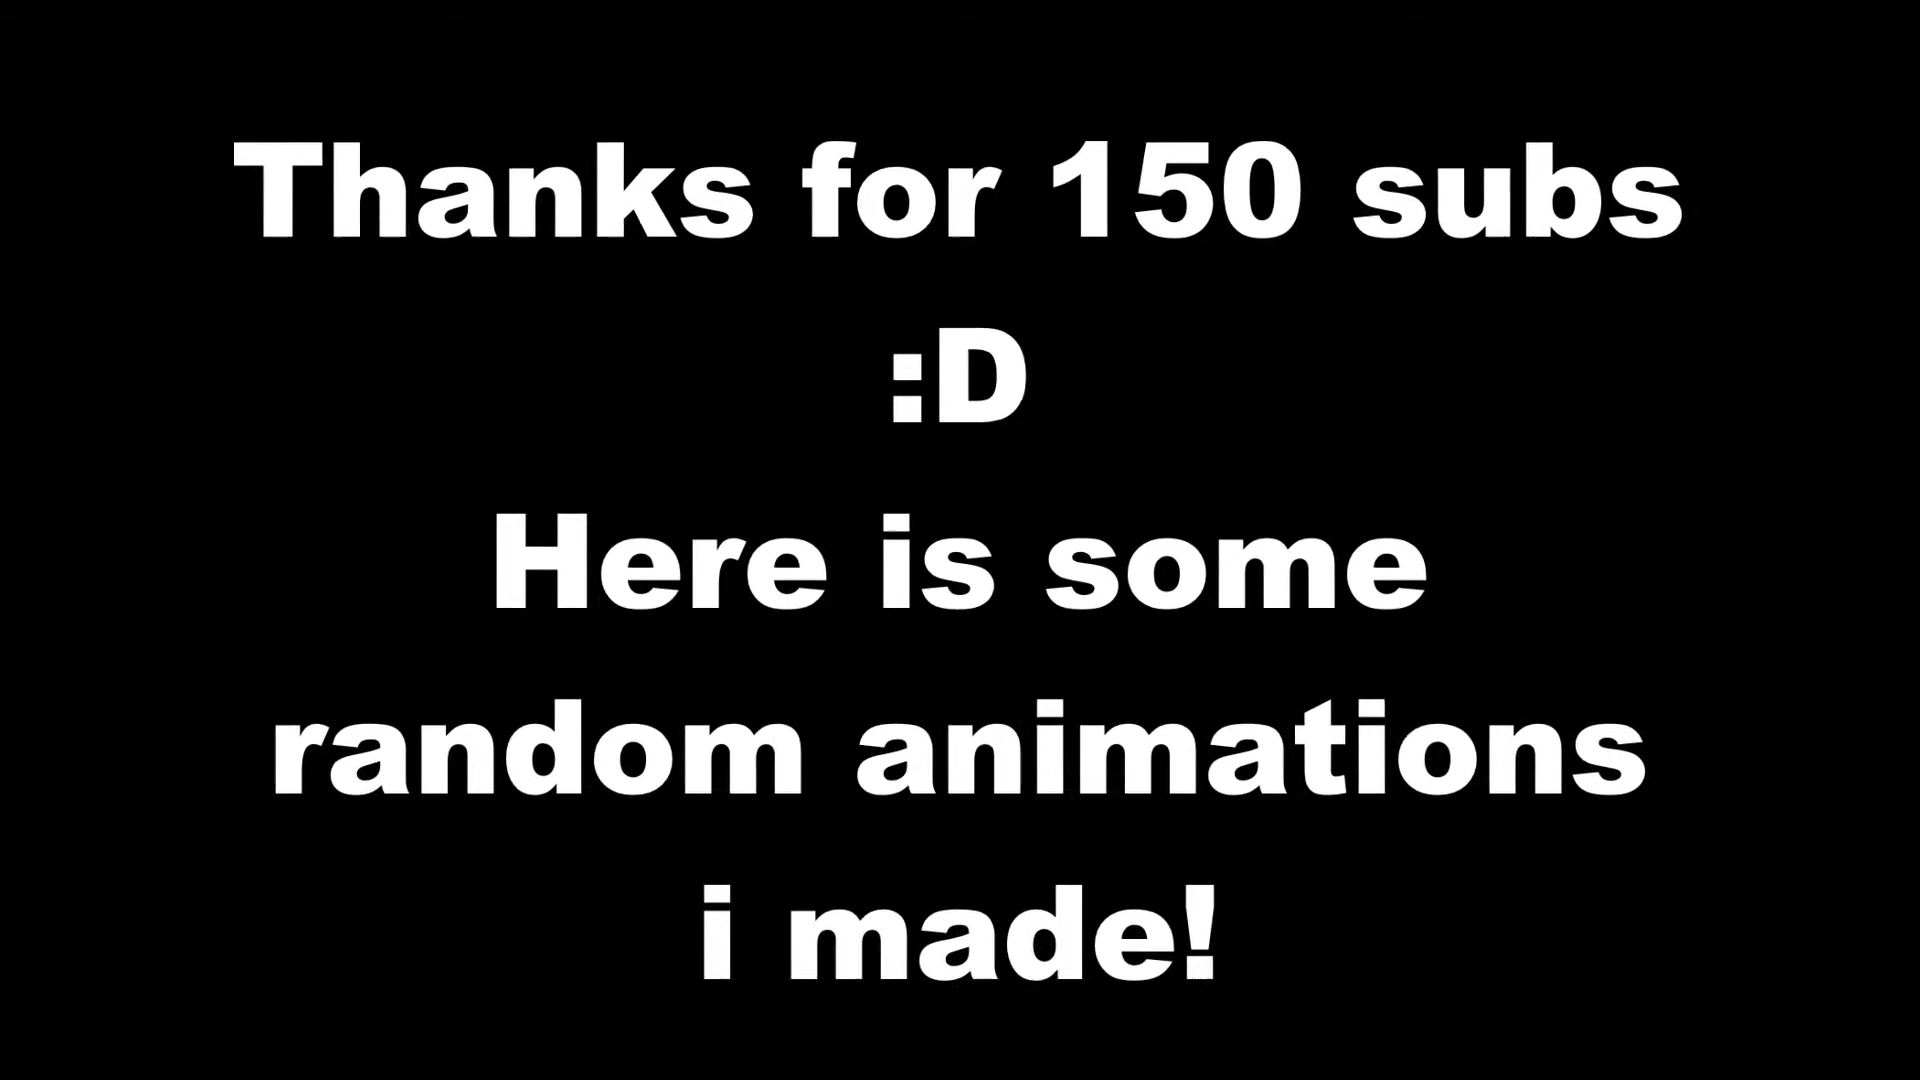 Thanks for 150 subs
:D
Here is some
random animations
i made!